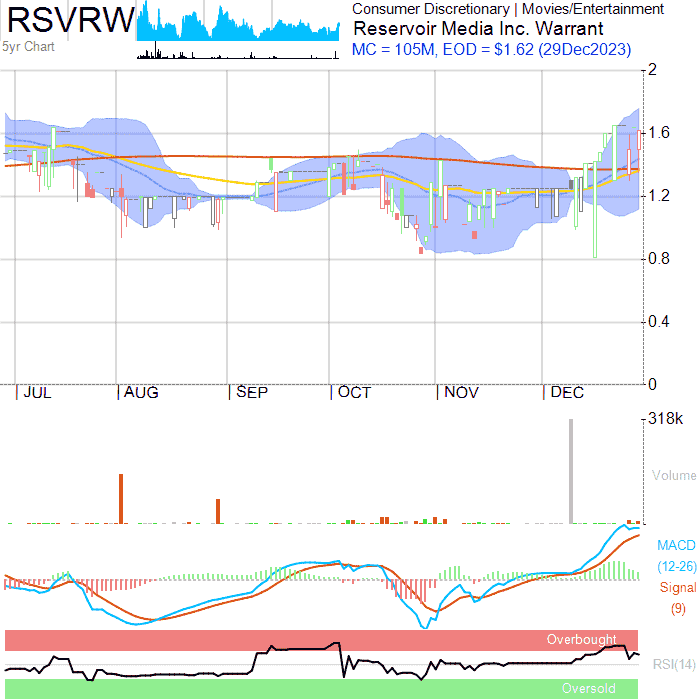 RSVRW
5yr Chart
Consumer Discretionary | Movies/Entertainment
Reservoir Media Inc. Warrant
MC = 105M, EOD = $1.62 (29Dec2023)
2
1.6
1.2
0.8
0.4
0
JUL AUG SEP OCT NOV DEC
318k
Volume
MACD
(12-26)
Signal
(9)
Overbought
RSI(14)
Oversold